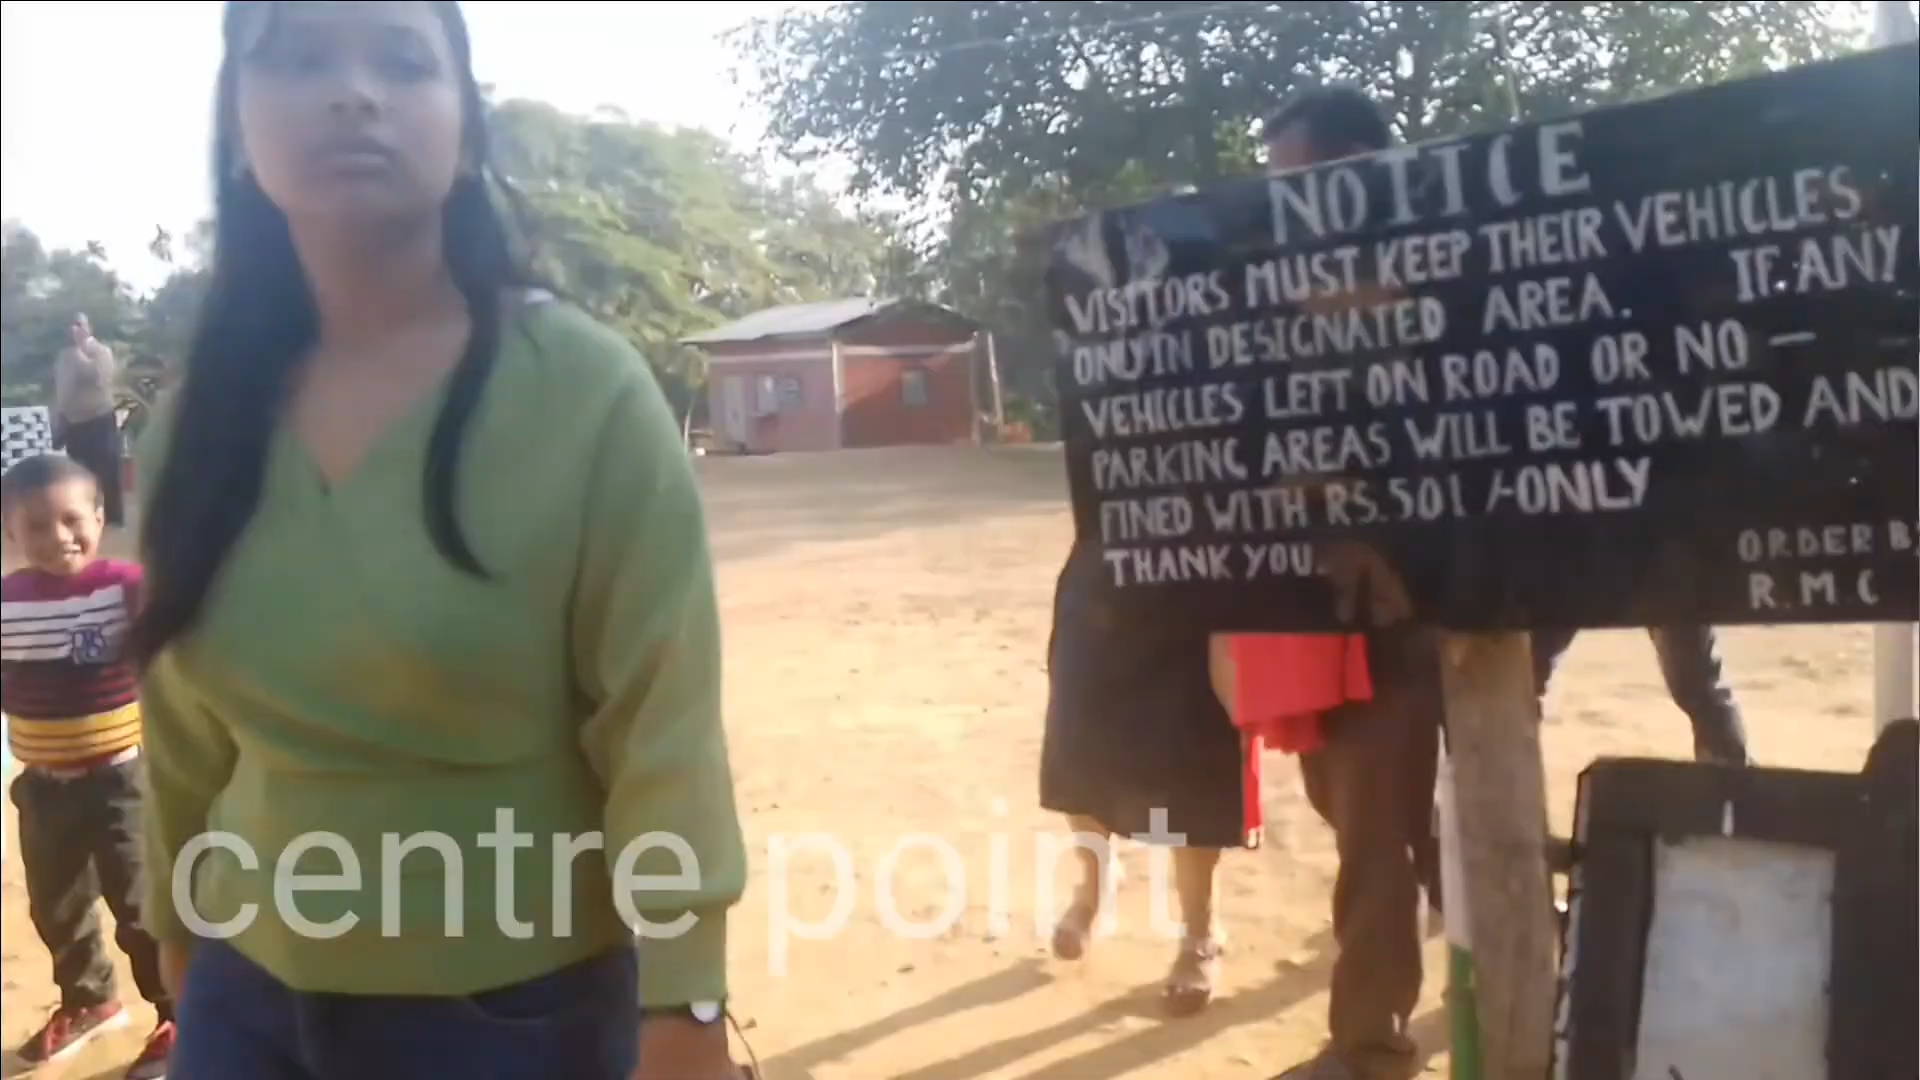 NOTICE
VISITORS MUST KEEP THEIR VEHICLES
ONLY IN DESIGNATED AREA. IF ANY
VEHICLES LEFT ON ROAD OR NO –
PARKING AREAS WILL BE TOWED AND
FINED WITH RS.501/-ONLY
THANK YOU.
ORDER BY
R.M.C
centre point